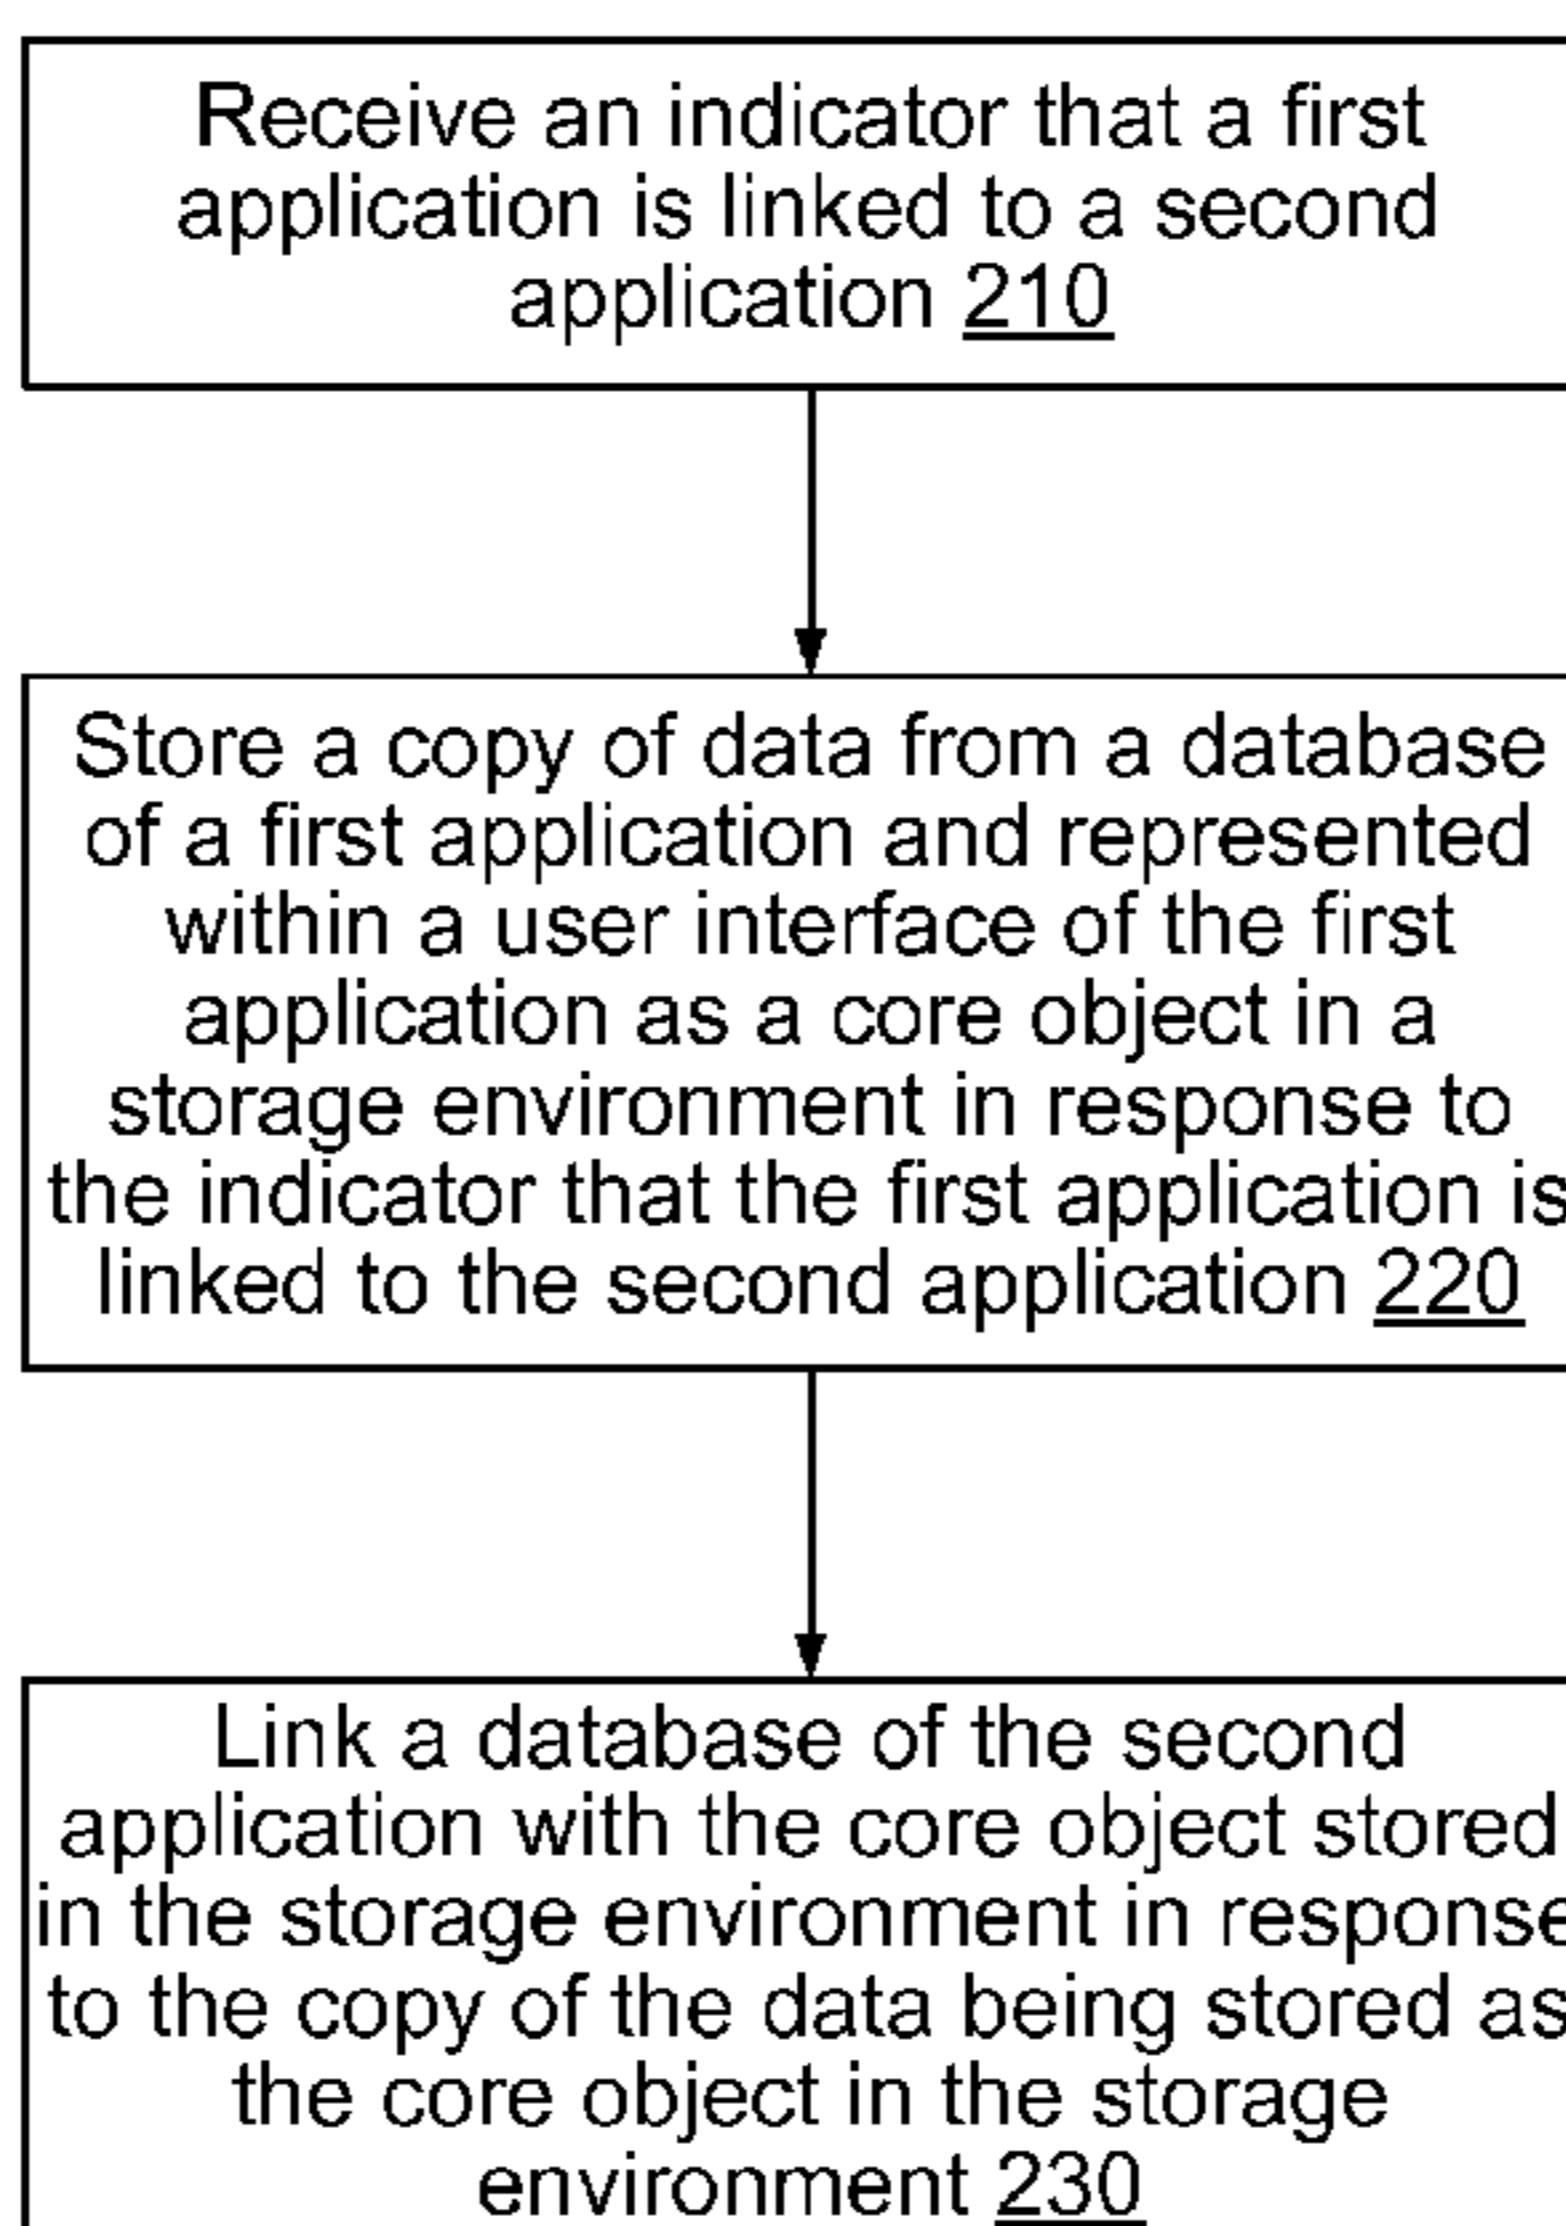 Receive an indicator that a first
application is linked to a second
application 210
Store a copy of data from a database
of a first application and represented
within a user interface of the first
application as a core object in a
storage environment in response to
the indicator that the first application is
linked to the second application 220
Link a database of the second
application with the core object stored
in the storage environment in response
to the copy of the data being stored as
the core object in the storage
environment 230